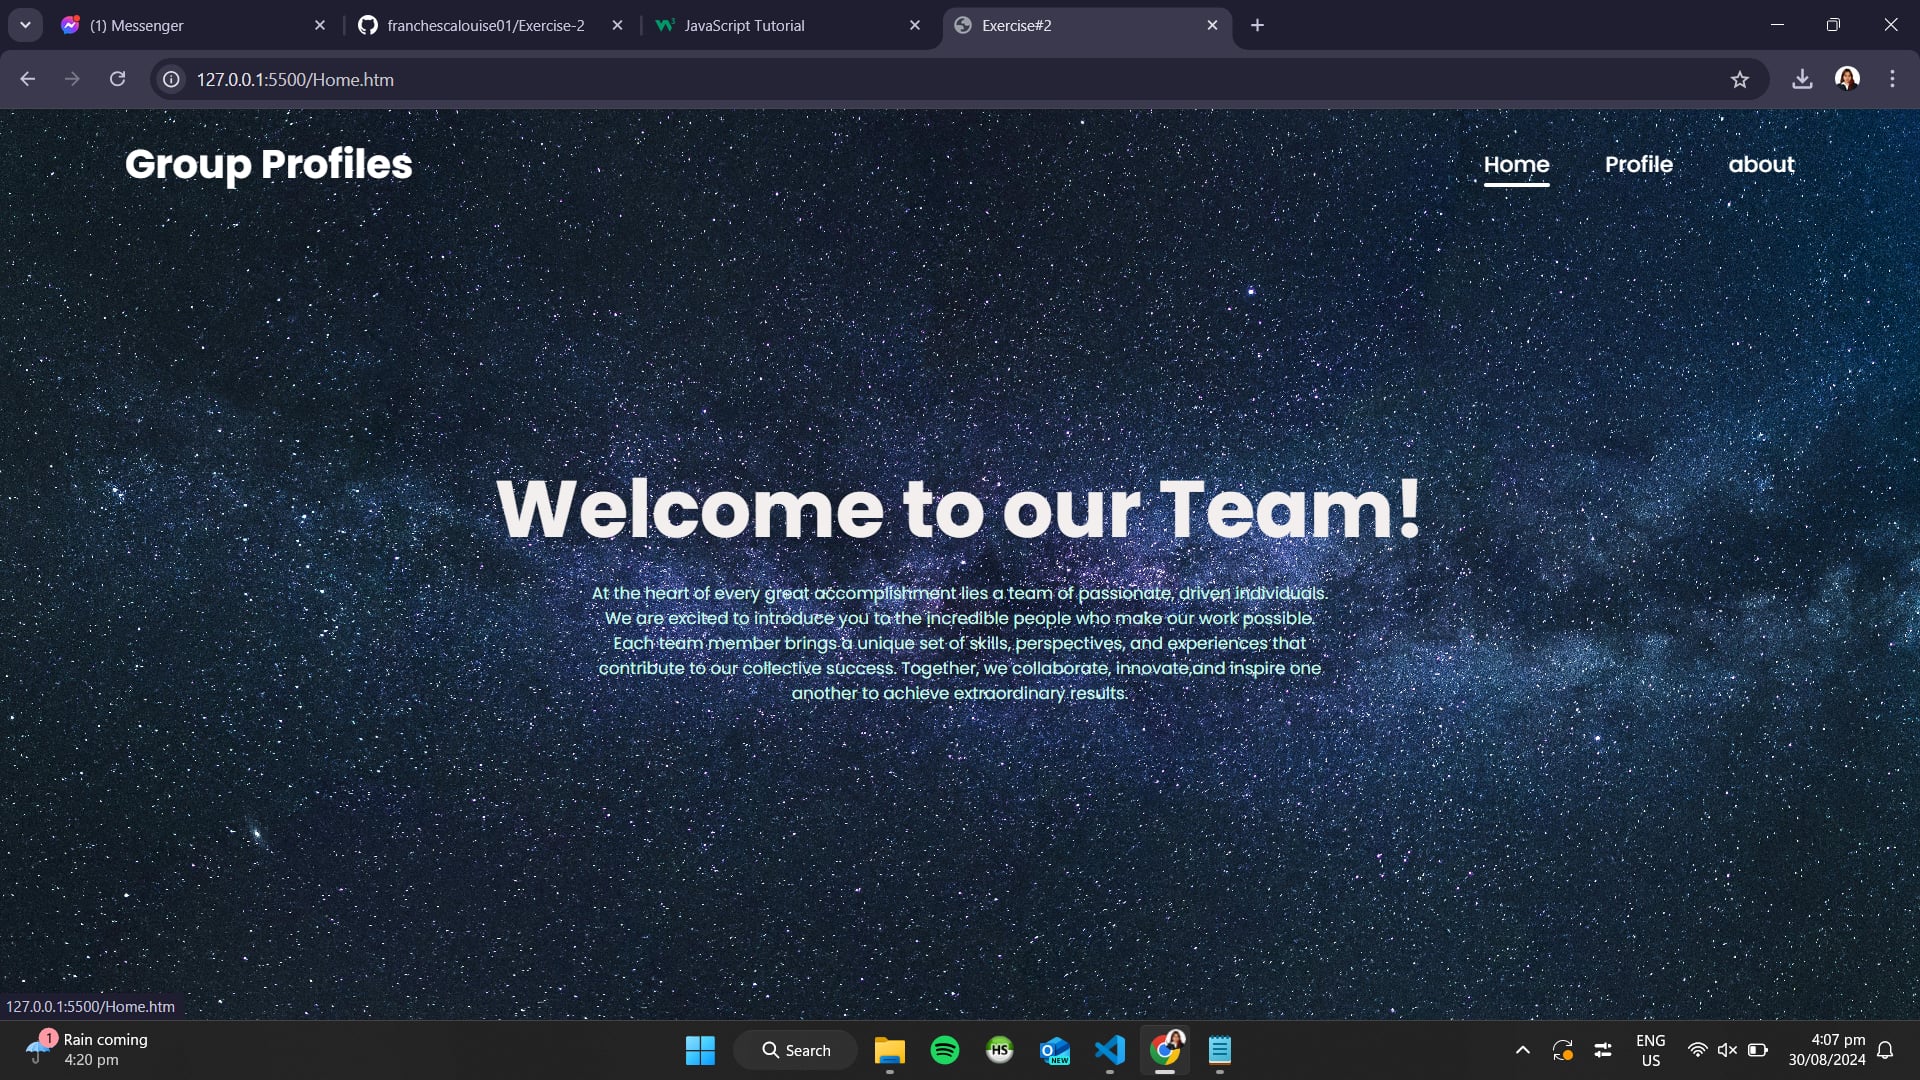 (1) Messenger
franchescalouise01/Exercise-2
JavaScript Tutorial
Exercise#2
127.0.0.1:5500/Home.htm
Group Profiles
Home
Profile
about
Welcome to our Team!
At the heart of every great accomplishment lies a team of passionate, driven individuals.
We are excited to introduce you to the incredible people who make our work possible.
Each team member brings a unique set of skills, perspectives, and experiences that
contribute to our collective success. Together, we collaborate, innovate,and inspire one
another to achieve extraordinary results.
127.0.0.1:5500/Home.htm
1
Rain coming
4:20 pm
Search
HS
NEW
ENG
US
4:07 pm
30/08/2024